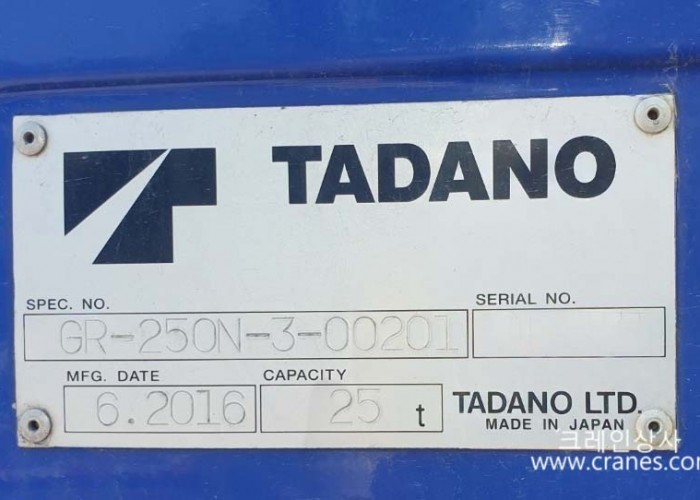 TADANO
SPEC. NO.
SERIAL NO.
GR-250N-3-00201
MFG. DATE
CAPACITY
6.2016
25 t
TADANO LTD.
MADE IN JAPAN
크레인상사
www.cranes.com